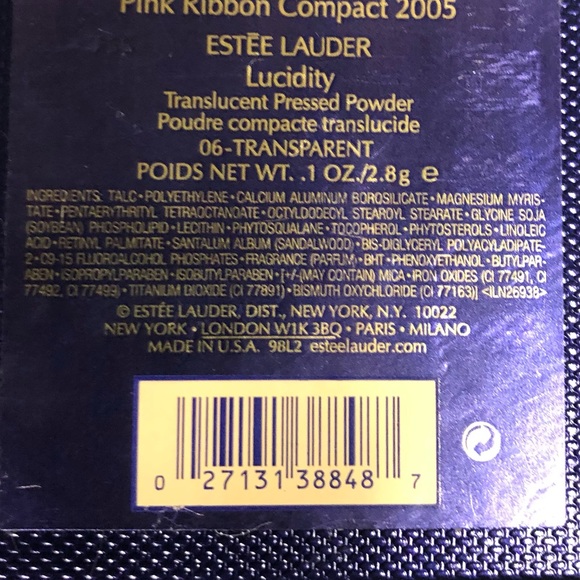 Pink Ribbon Compact 2005
ESTĒE LAUDER
Lucidity
Translucent Pressed Powder
Poudre compacte translucide
06-TRANSPARENT
POIDS NET WT. .1 OZ./2.8g e
INGREDIENTS: TALC • POLYETHYLENE • CALCIUM ALUMINUM BOROSILICATE • MAGNESIUM MYRIS-
TATE • PENTAERYTHRITYL TETRAOCTANOATE • OCTYLDODECYL STEAROYL STEARATE • GLYCINE SOJA
(SOYBEAN) PHOSPHOLIPID • LECITHIN • PHYTOSQUALANE • TOCOPHEROL • PHYTOSTEROLS • LINOLEIC
ACID • RETINYL PALMITATE • SANTALUM ALBUM (SANDALWOOD) • BIS-DIGLYCERYL POLYACYLADIPATE-
2 • C9-15 FLUOROALCOHOL PHOSPHATES • FRAGRANCE (PARFUM) • BHT • PHENOXYETHANOL • BUTYLPAR-
ABEN • ISOPROPYLPARABEN • ISOBUTYLPARABEN • [+/-(MAY CONTAIN) MICA • IRON OXIDES (CI 77491, CI
77492, CI 77499) • TITANIUM DIOXIDE (CI 77891) • BISMUTH OXYCHLORIDE (CI 77163)] <ILN26938>
© ESTĒE LAUDER, DIST., NEW YORK, N.Y. 10022
NEW YORK • LONDON W1K 3BQ • PARIS • MILANO
MADE IN U.S.A. 98L2 esteelauder.com
0 27131 38848 7